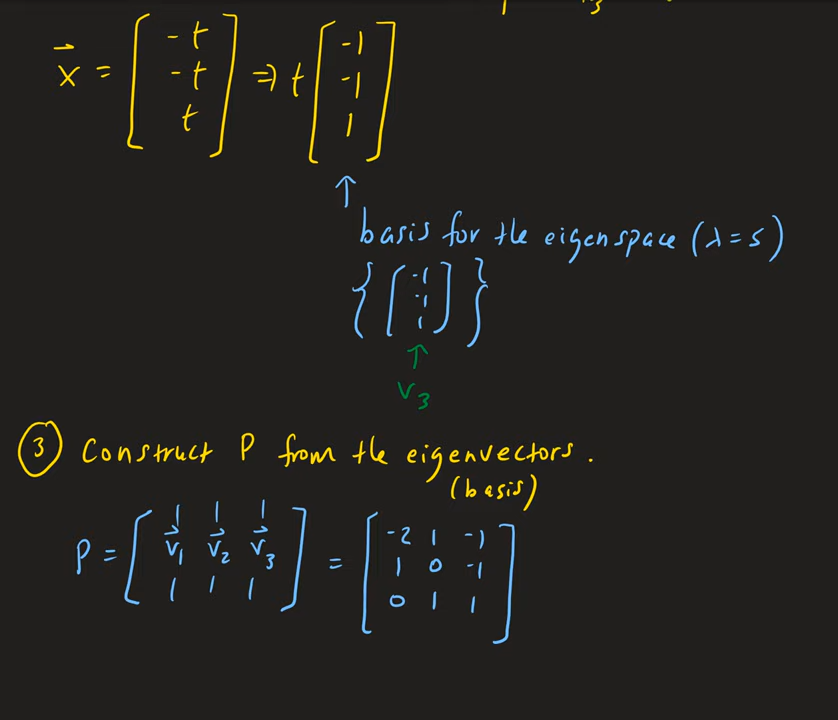 x⃗ = [ -t -t t ] ⇒ t [ -1 -1 1 ]
↑
basis for the eigenspace (λ = 5)
{ [ -1 -1 1 ] }
↑
v₃
③ Construct P from the eigenvectors.
(basis)
P = [ | | | v⃗₁ v⃗₂ v⃗₃ | | | ] = [ -2 1 -1 1 0 -1 0 1 1 ]